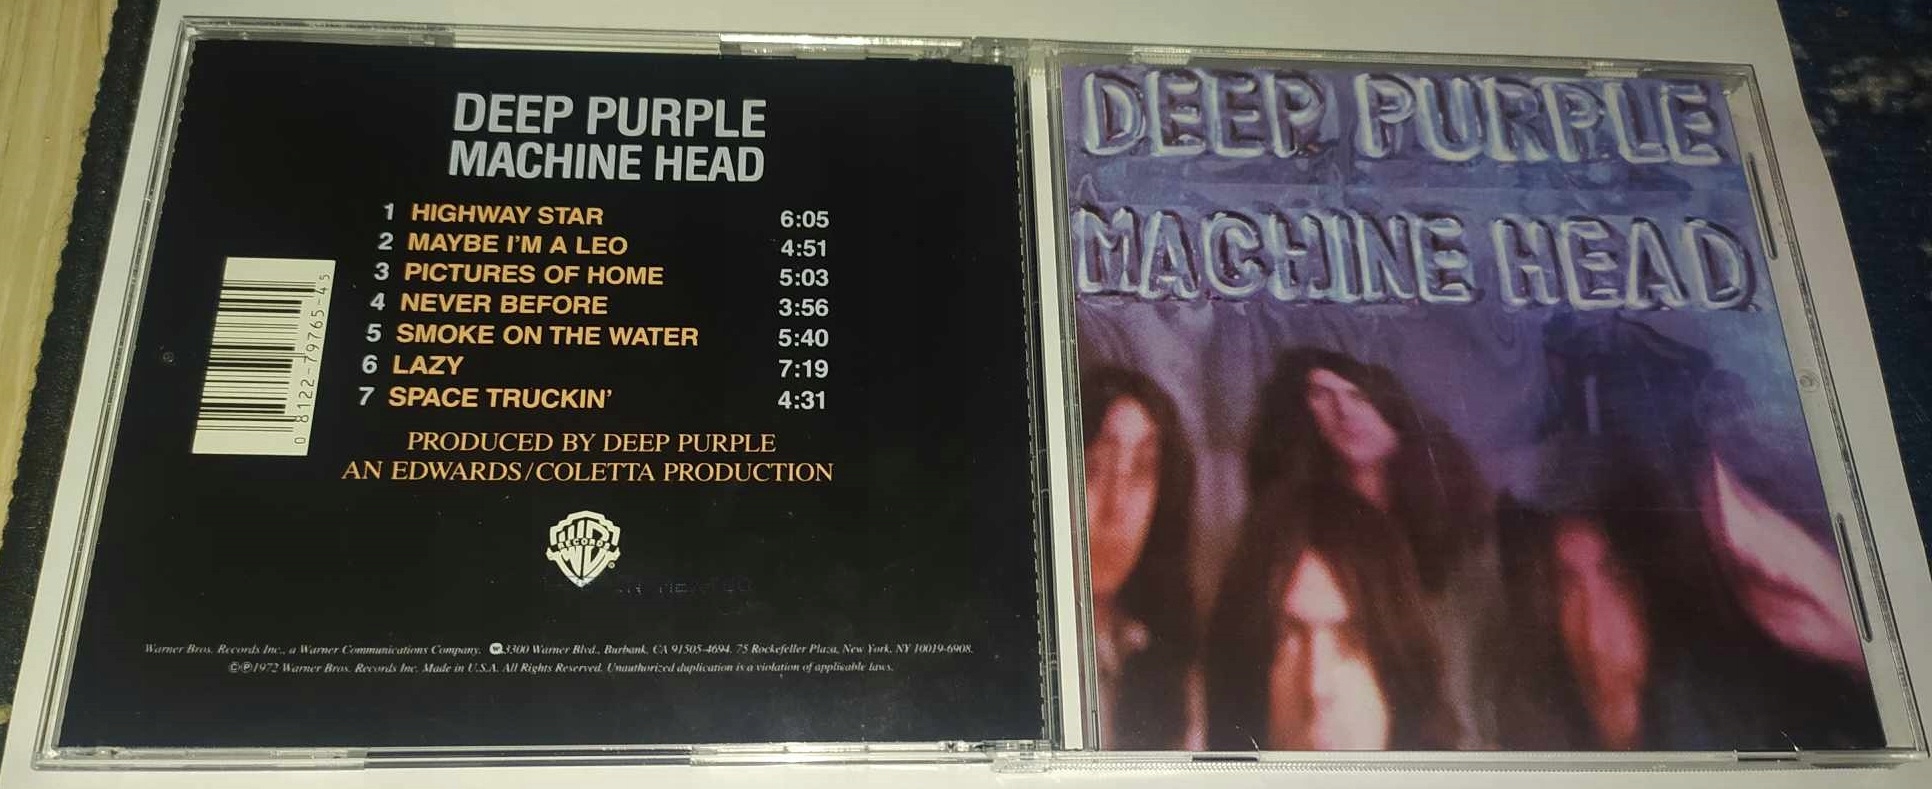 DEEP PURPLE
MACHINE HEAD
1 HIGHWAY STAR 6:05
2 MAYBE I'M A LEO 4:51
3 PICTURES OF HOME 5:03
4 NEVER BEFORE 3:56
5 SMOKE ON THE WATER 5:40
6 LAZY 7:19
7 SPACE TRUCKIN' 4:31
PRODUCED BY DEEP PURPLE
AN EDWARDS/COLETTA PRODUCTION
0 8122-79765-45
WB
RECORDS
Warner Bros. Records Inc., a Warner Communications Company. 3300 Warner Blvd., Burbank, CA 91505-4694. 75 Rockefeller Plaza, New York, NY 10019-6908.
©℗1972 Warner Bros. Records Inc. Made in U.S.A. All Rights Reserved. Unauthorized duplication is a violation of applicable laws.
DEEP PURPLE
MACHINE HEAD